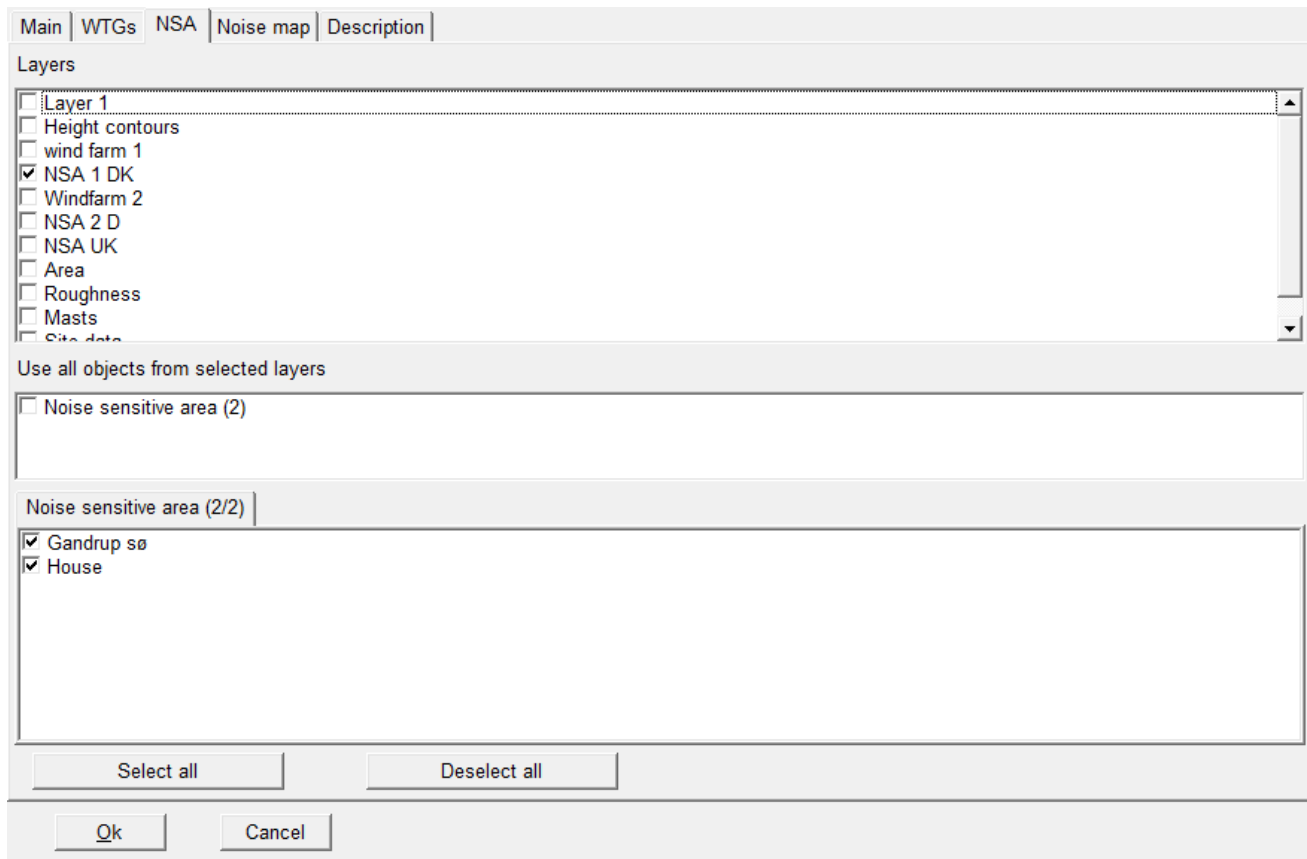 Main WTGs NSA Noise map Description
Layers
Layer 1
Height contours
wind farm 1
NSA 1 DK
Windfarm 2
NSA 2 D
NSA UK
Area
Roughness
Masts
Site data
Use all objects from selected layers
Noise sensitive area (2)
Noise sensitive area (2/2)
Gandrup sø
House
Select all Deselect all
Ok Cancel